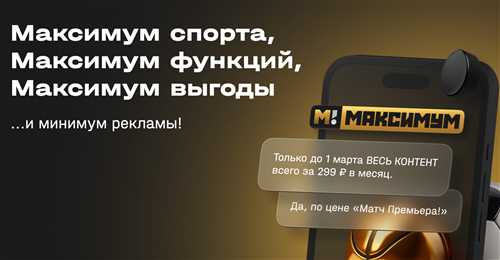 Максимум спорта,
Максимум функций,
Максимум выгоды
...и минимум рекламы!
М! МАКСИМУМ
Только до 1 марта ВЕСЬ КОНТЕНТ
всего за 299 ₽ в месяц.
Да, по цене «Матч Премьера!»